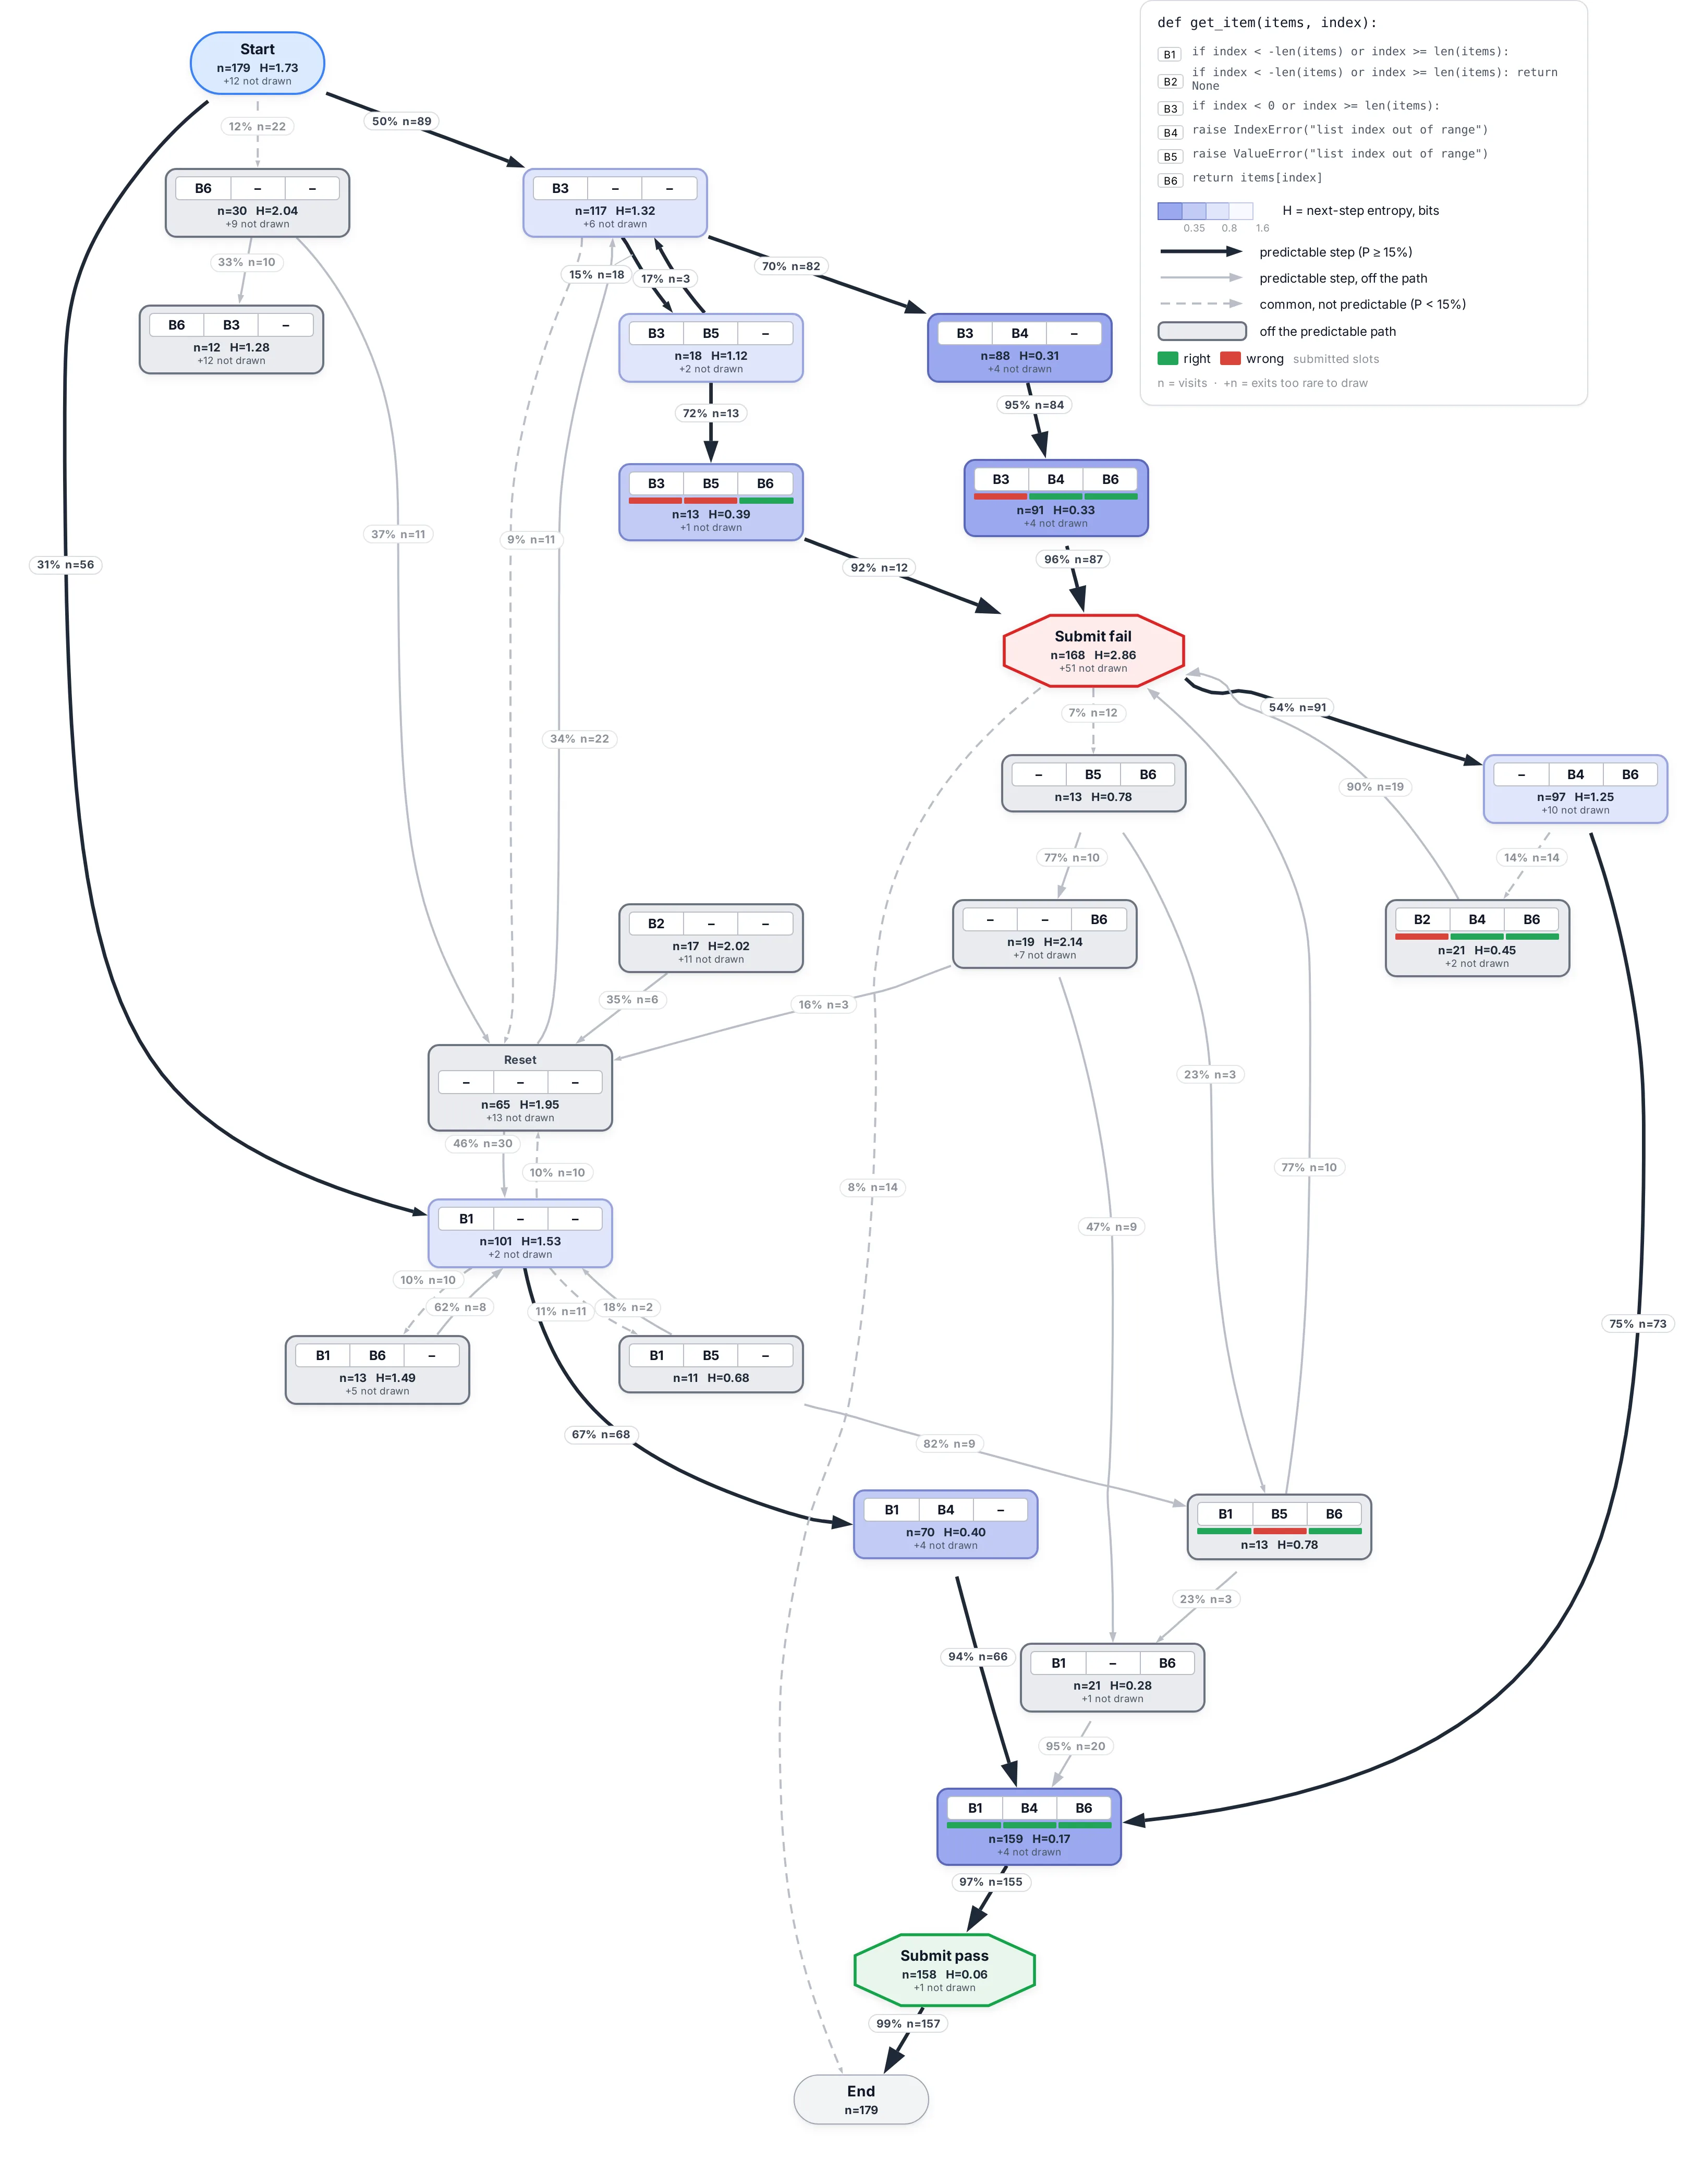 def get_item(items, index):
B1 if index < -len(items) or index >= len(items):
B2 if index < -len(items) or index >= len(items): return
None
B3 if index < 0 or index >= len(items):
B4 raise IndexError("list index out of range")
B5 raise ValueError("list index out of range")
B6 return items[index]
H = next-step entropy, bits
0.35 0.8 1.6
predictable step (P ≥ 15%)
predictable step, off the path
common, not predictable (P < 15%)
off the predictable path
right wrong submitted slots
n = visits · +n = exits too rare to draw
Start
n=179 H=1.73
+12 not drawn
12% n=22
50% n=89
B6 – –
n=30 H=2.04
+9 not drawn
B3 – –
n=117 H=1.32
+6 not drawn
33% n=10
15% n=18
17% n=3
70% n=82
B6 B3 –
n=12 H=1.28
+12 not drawn
B3 B5 –
n=18 H=1.12
+2 not drawn
B3 B4 –
n=88 H=0.31
+4 not drawn
72% n=13
95% n=84
B3 B5 B6
n=13 H=0.39
+1 not drawn
B3 B4 B6
n=91 H=0.33
+4 not drawn
37% n=11
9% n=11
31% n=56
92% n=12
96% n=87
Submit fail
n=168 H=2.86
+51 not drawn
7% n=12
54% n=91
34% n=22
– B5 B6
n=13 H=0.78
90% n=19
– B4 B6
n=97 H=1.25
+10 not drawn
77% n=10
14% n=14
B2 – –
n=17 H=2.02
+11 not drawn
– – B6
n=19 H=2.14
+7 not drawn
B2 B4 B6
n=21 H=0.45
+2 not drawn
35% n=6
16% n=3
Reset
– – –
n=65 H=1.95
+13 not drawn
23% n=3
46% n=30
10% n=10
77% n=10
8% n=14
47% n=9
B1 – –
n=101 H=1.53
+2 not drawn
10% n=10
62% n=8
11% n=11
18% n=2
75% n=73
B1 B6 –
n=13 H=1.49
+5 not drawn
B1 B5 –
n=11 H=0.68
67% n=68
82% n=9
B1 B4 –
n=70 H=0.40
+4 not drawn
B1 B5 B6
n=13 H=0.78
23% n=3
94% n=66
B1 – B6
n=21 H=0.28
+1 not drawn
95% n=20
B1 B4 B6
n=159 H=0.17
+4 not drawn
97% n=155
Submit pass
n=158 H=0.06
+1 not drawn
99% n=157
End
n=179